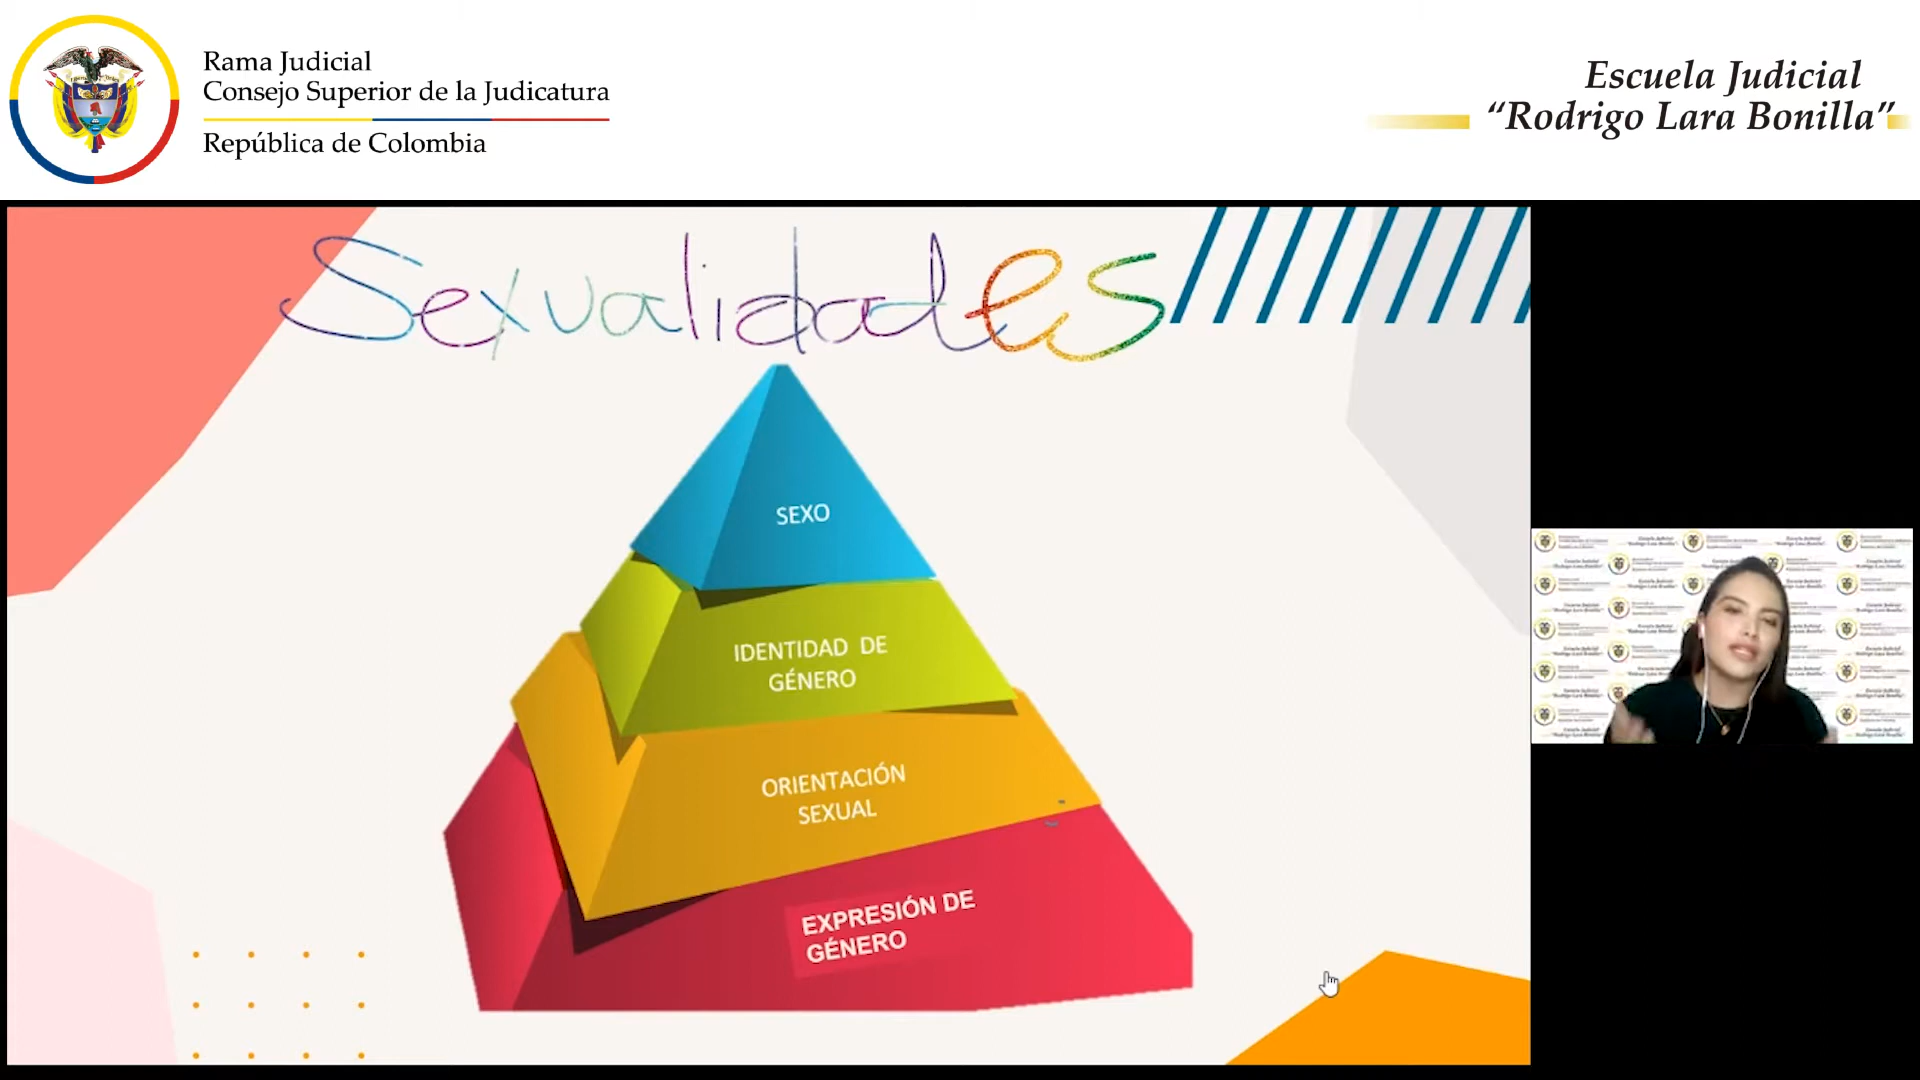 Rama Judicial
Consejo Superior de la Judicatura
República de Colombia
Escuela Judicial
“Rodrigo Lara Bonilla”
Sexualidades
SEXO
IDENTIDAD DE
GÉNERO
ORIENTACIÓN
SEXUAL
EXPRESIÓN DE
GÉNERO